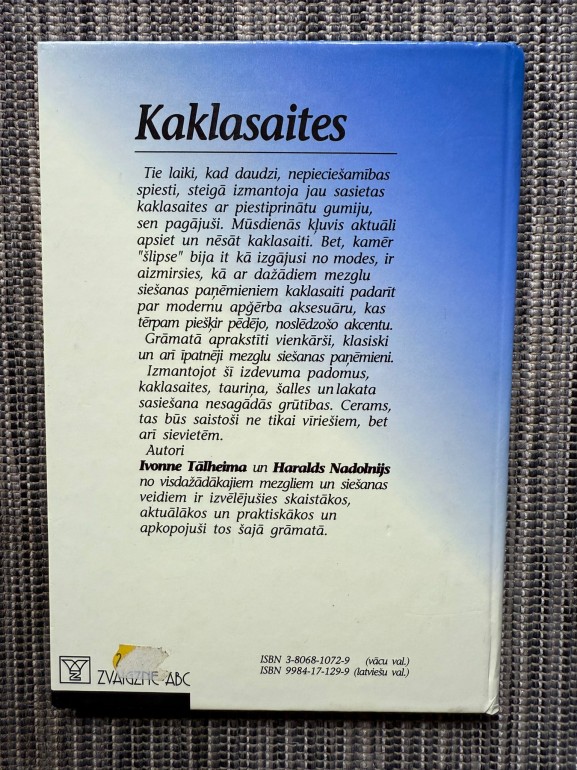 Kaklasaites
Tie laiki, kad daudzi, nepieciešamības
spiesti, steigā izmantoja jau sasietas
kaklasaites ar piestiprinātu gumiju,
sen pagājuši. Mūsdienās kļuvis aktuāli
apsiet un nēsāt kaklasaiti. Bet, kamēr
"šlipse" bija it kā izgājusi no modes, ir
aizmirsies, kā ar dažādiem mezglu
siešanas paņēmieniem kaklasaiti padarīt
par modernu apģērba aksesuāru, kas
tērpam piešķir pēdējo, noslēdzošo akcentu.
Grāmatā aprakstīti vienkārši, klasiski
un arī īpatnēji mezglu siešanas paņēmieni.
Izmantojot šī izdevuma padomus,
kaklasaites, tauriņa, šalles un lakata
sasiešana nesagādās grūtības. Cerams,
tas būs saistoši ne tikai vīriešiem, bet
arī sievietēm.
Autori
Ivonne Tālheima un Haralds Nadolnijs
no visdažādākajiem mezgliem un siešanas
veidiem ir izvēlējušies skaistākos,
aktuālākos un praktiskākos un
apkopojuši tos šajā grāmatā.
ISBN 3-8068-1072-9 (vācu val.)
ISBN 9984-17-129-9 (latviešu val.)
ZVAIGZNE ABC